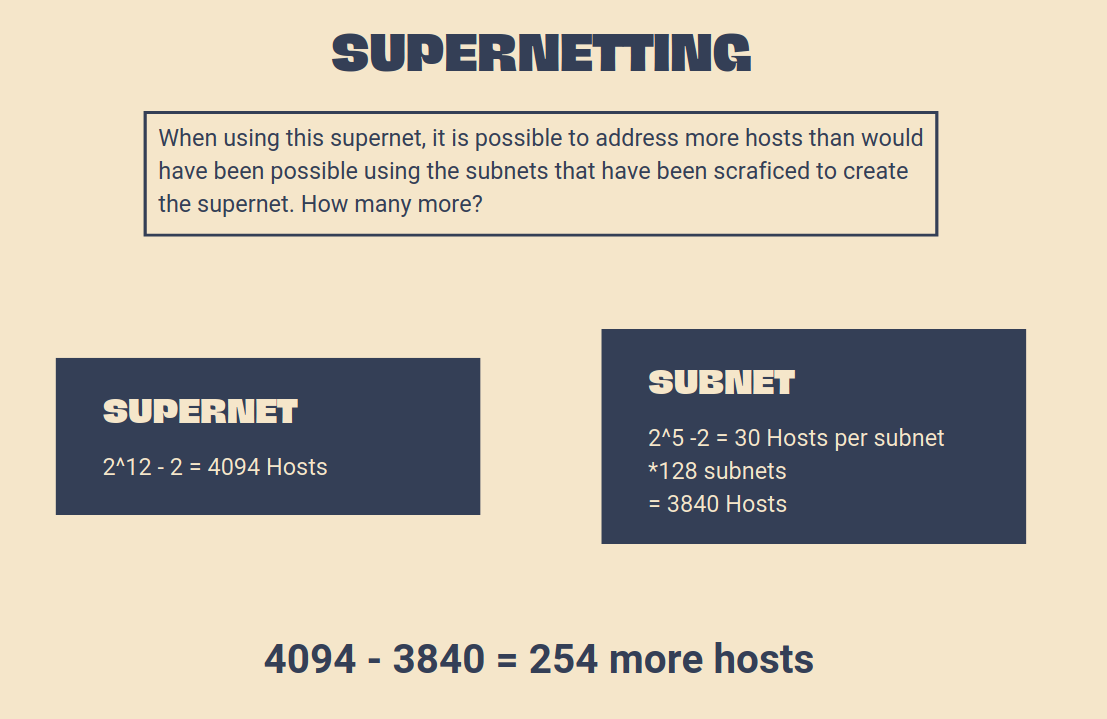 SUPERNETTING
When using this supernet, it is possible to address more hosts than would
have been possible using the subnets that have been scraficed to create
the supernet. How many more?
SUPERNET
2^12 - 2 = 4094 Hosts
SUBNET
2^5 -2 = 30 Hosts per subnet
*128 subnets
= 3840 Hosts
4094 - 3840 = 254 more hosts